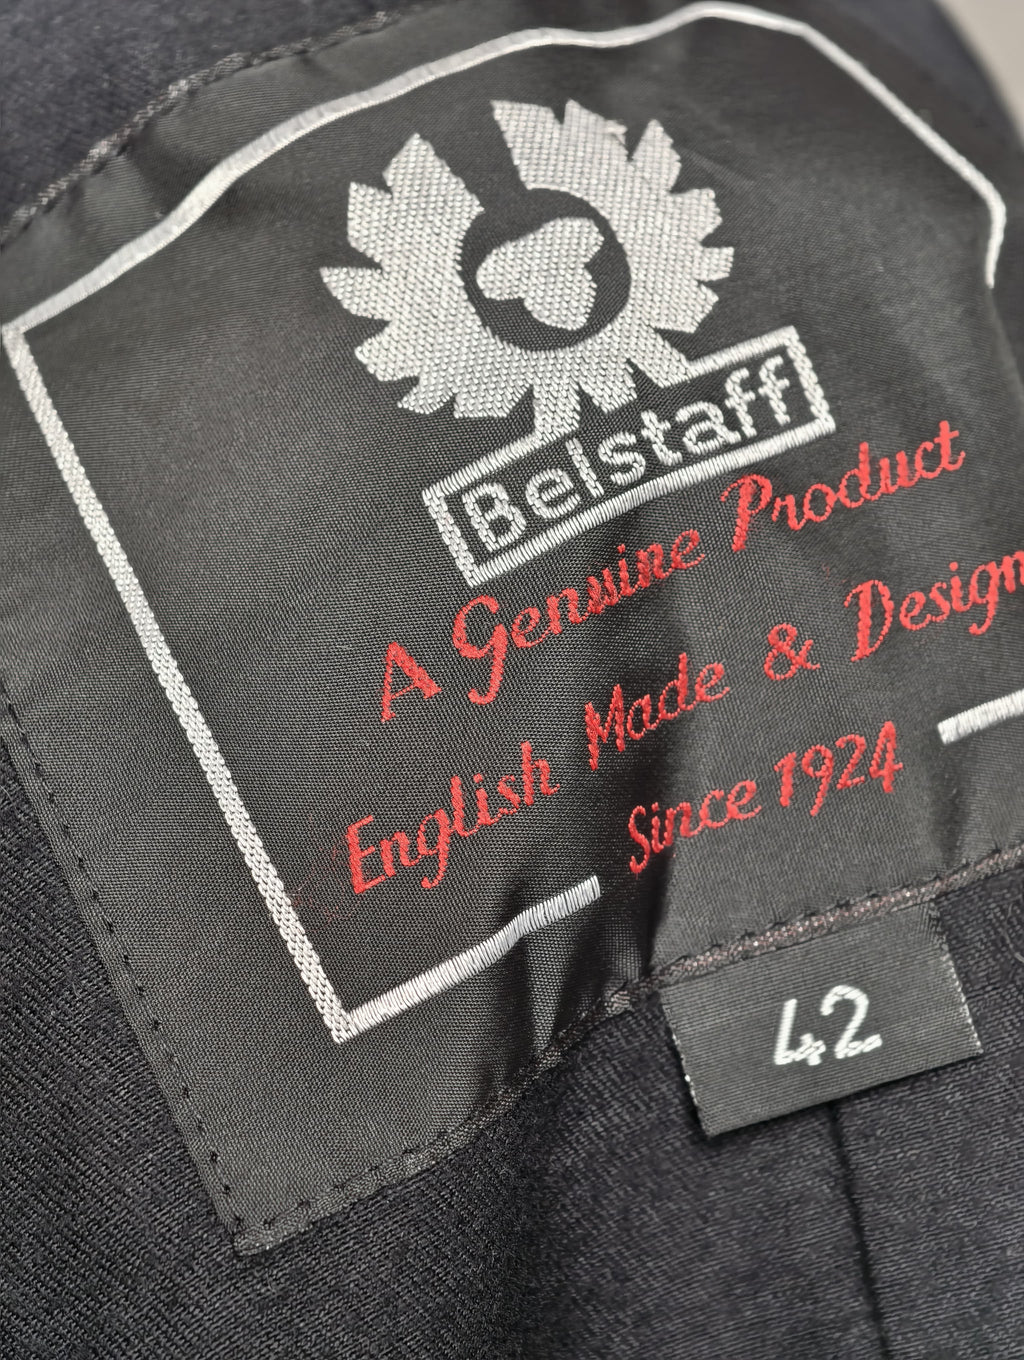 Belstaff
A Genuine Product
English Made & Design
Since 1924
42